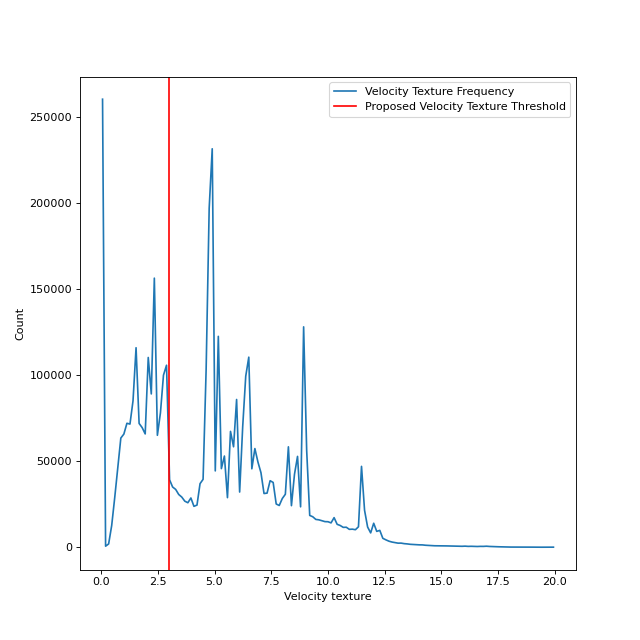 Velocity Texture Frequency
Proposed Velocity Texture Threshold
250000
200000
150000
100000
50000
0
Count
0.0 2.5 5.0 7.5 10.0 12.5 15.0 17.5 20.0
Velocity texture